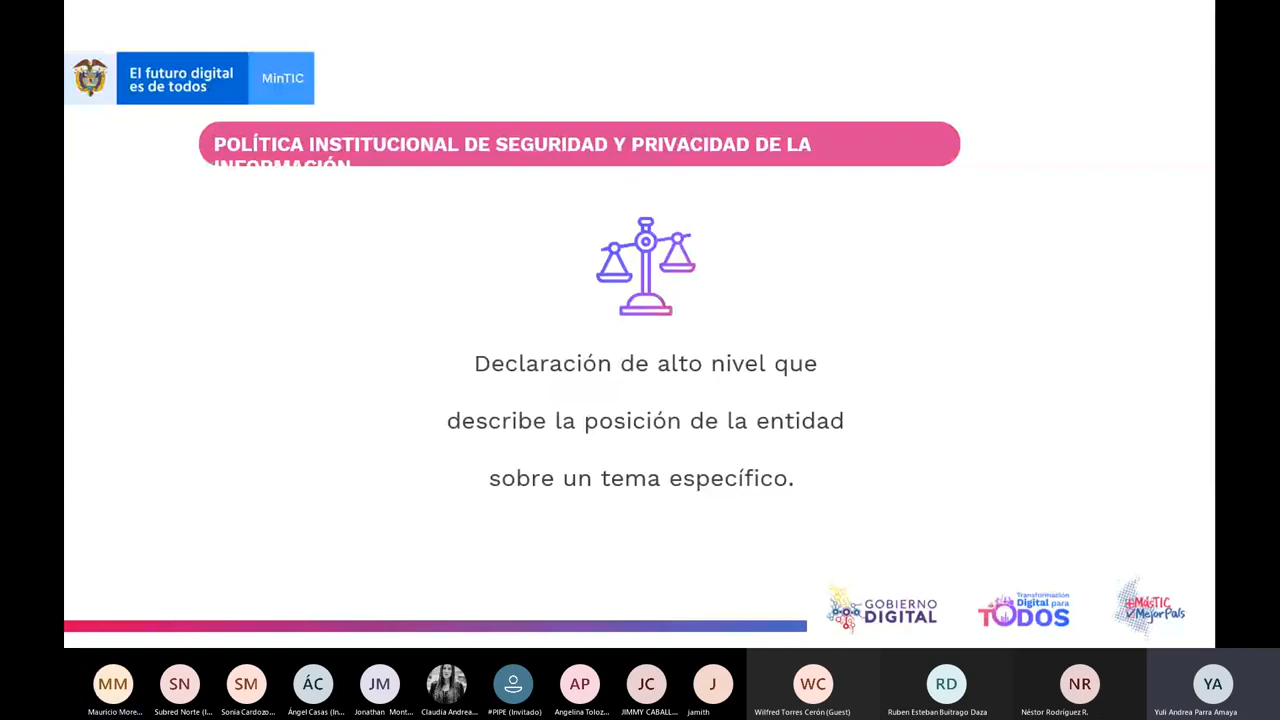 El futuro digital
es de todos
MinTIC
POLÍTICA INSTITUCIONAL DE SEGURIDAD Y PRIVACIDAD DE LA
INFORMACIÓN
Declaración de alto nivel que
describe la posición de la entidad
sobre un tema específico.
GOBIERNO
DIGITAL
Transformación
Digital para
TODOS
#MásTIC
MejorPaís
MM
SN
SM
ÁC
JM
AP
JC
J
WC
RD
NR
YA
Mauricio More...
Subred Norte (I...
Sonia Cardozo...
Ángel Casas (In...
Jonathan Mont...
Claudia Andrea...
#PIPE (Invitado)
Angelina Toloz...
JIMMY CABALL...
jamith
Wilfred Torres Cerón (Guest)
Ruben Esteban Buitrago Daza
Néstor Rodríguez R.
Yuli Andrea Parra Amaya